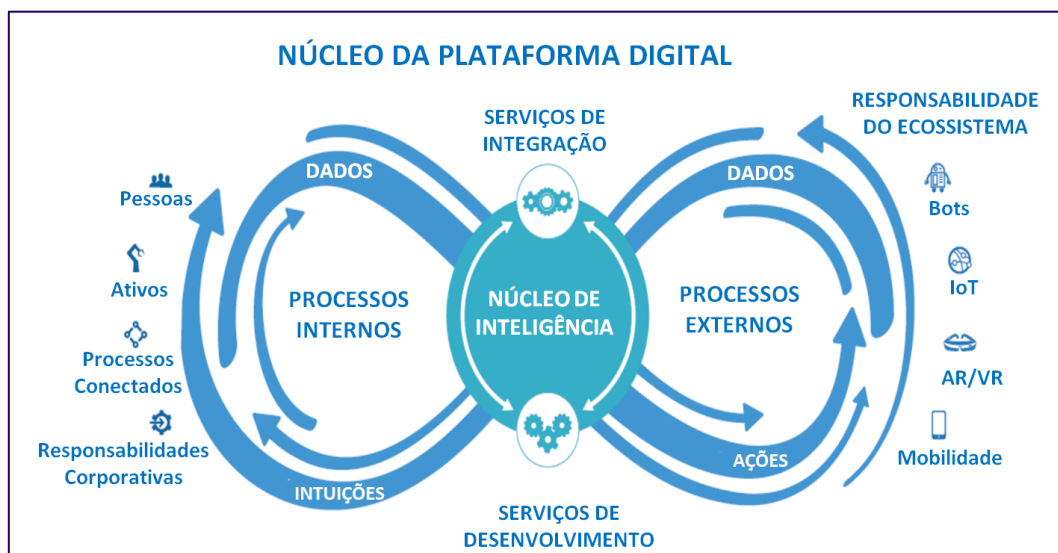 NÚCLEO DA PLATAFORMA DIGITAL
SERVIÇOS DE
INTEGRAÇÃO
RESPONSABILIDADE
DO ECOSSISTEMA
DADOS
DADOS
Pessoas
Ativos
Processos
Conectados
Responsabilidades
Corporativas
PROCESSOS
INTERNOS
NÚCLEO DE
INTELIGÊNCIA
PROCESSOS
EXTERNOS
Bots
IoT
AR/VR
Mobilidade
INTUIÇÕES
AÇÕES
SERVIÇOS DE
DESENVOLVIMENTO